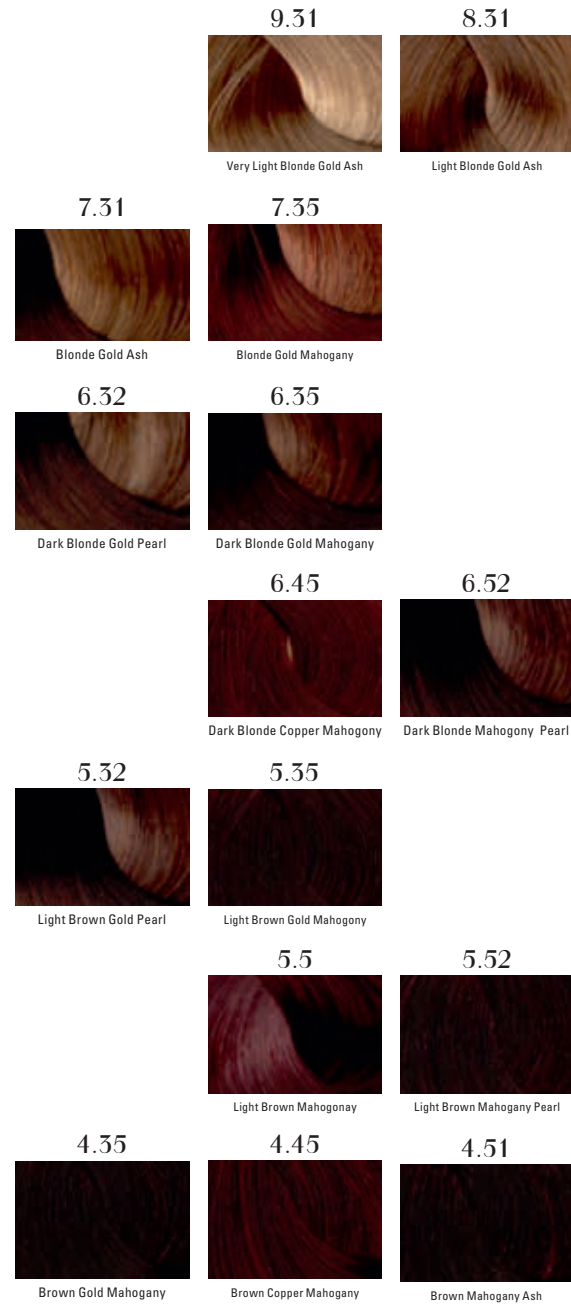 9.31 8.31
Very Light Blonde Gold Ash Light Blonde Gold Ash
7.31 7.35
Blonde Gold Ash Blonde Gold Mahogany
6.32 6.35
Dark Blonde Gold Pearl Dark Blonde Gold Mahogany
6.45 6.52
Dark Blonde Copper Mahogony Dark Blonde Mahogony Pearl
5.32 5.35
Light Brown Gold Pearl Light Brown Gold Mahogony
5.5 5.52
Light Brown Mahogonay Light Brown Mahogany Pearl
4.35 4.45 4.51
Brown Gold Mahogany Brown Copper Mahogany Brown Mahogany Ash